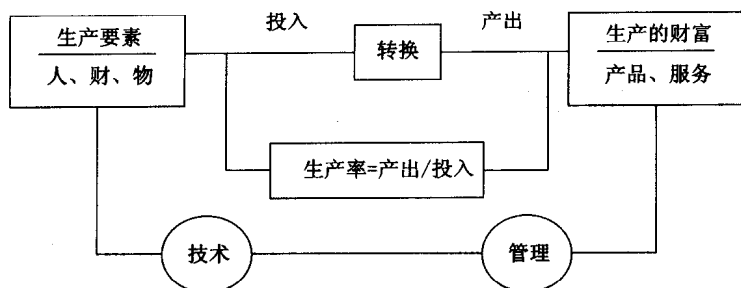 投入
产出
生产要素
人、财、物
转换
生产的财富
产品、服务
生产率=产出/投入
技术
管理